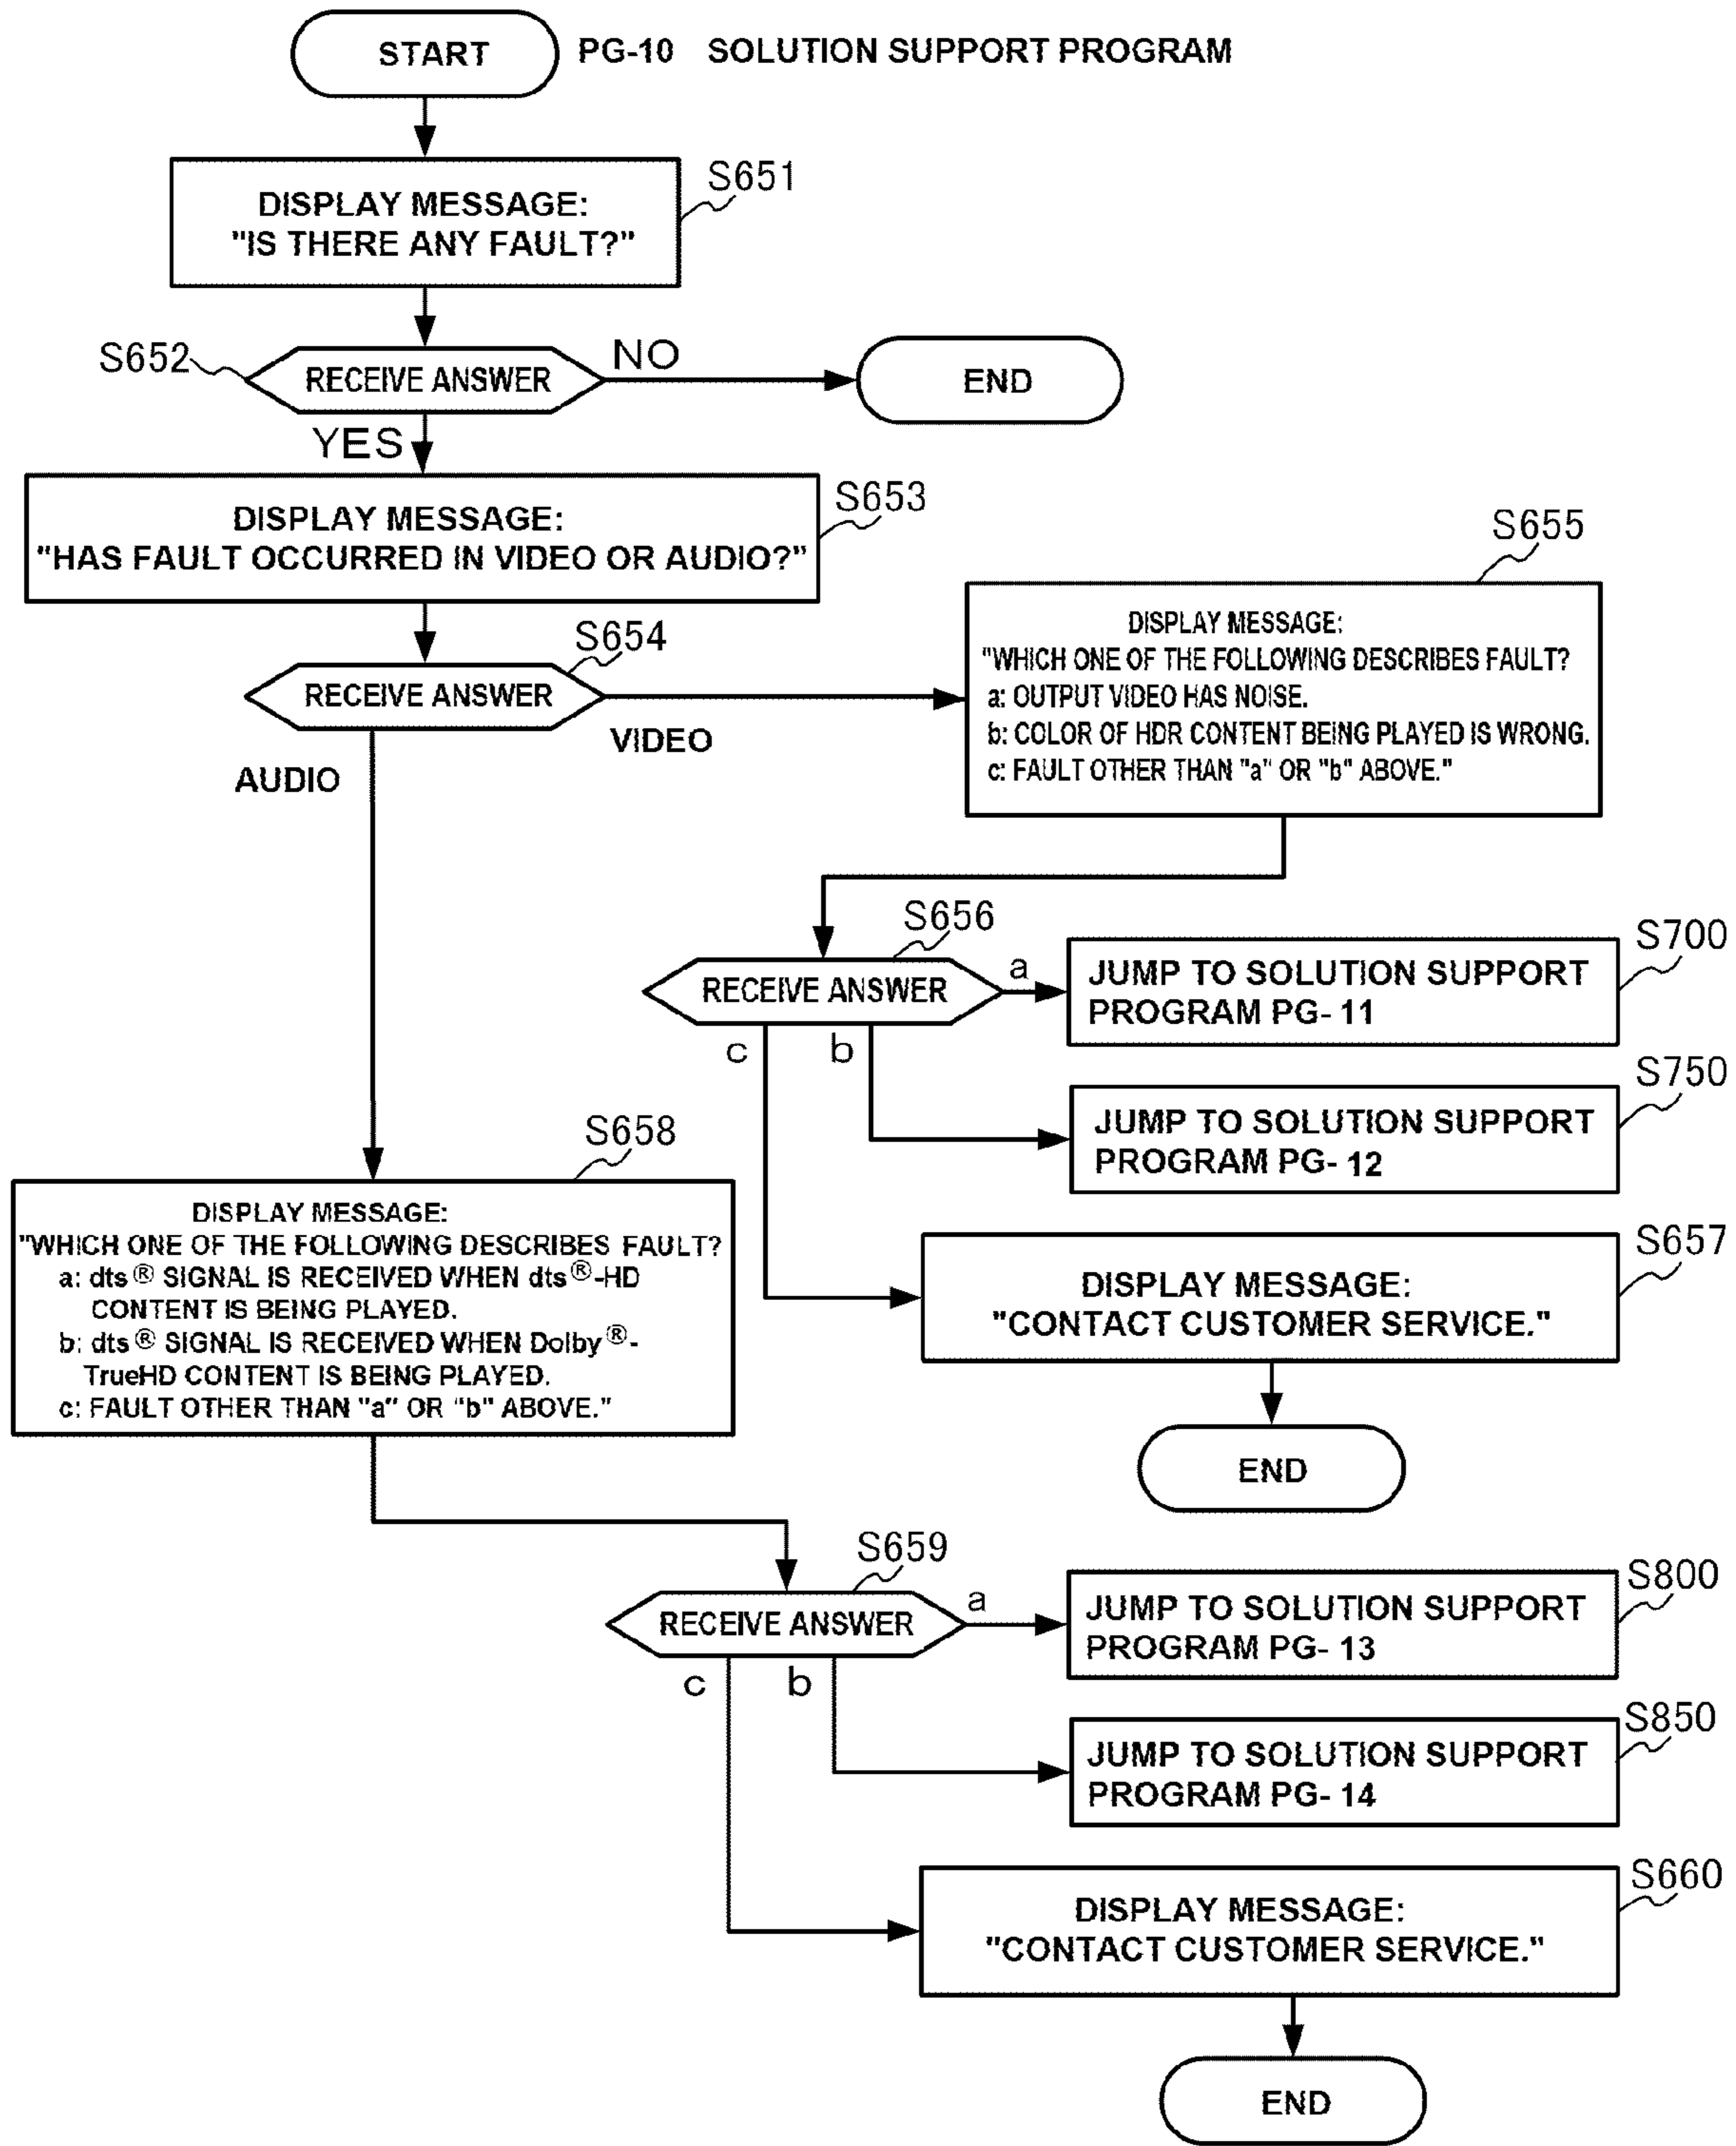 START
PG-10 SOLUTION SUPPORT PROGRAM
S651
DISPLAY MESSAGE:
"IS THERE ANY FAULT?"
S652
RECEIVE ANSWER
NO
END
YES
S653
DISPLAY MESSAGE:
"HAS FAULT OCCURRED IN VIDEO OR AUDIO?"
S654
RECEIVE ANSWER
VIDEO
AUDIO
S655
DISPLAY MESSAGE:
"WHICH ONE OF THE FOLLOWING DESCRIBES FAULT?
a: OUTPUT VIDEO HAS NOISE.
b: COLOR OF HDR CONTENT BEING PLAYED IS WRONG.
c: FAULT OTHER THAN "a" OR "b" ABOVE."
S656
RECEIVE ANSWER
a
b
c
S700
JUMP TO SOLUTION SUPPORT
PROGRAM PG- 11
S750
JUMP TO SOLUTION SUPPORT
PROGRAM PG- 12
S657
DISPLAY MESSAGE:
"CONTACT CUSTOMER SERVICE."
END
S658
DISPLAY MESSAGE:
"WHICH ONE OF THE FOLLOWING DESCRIBES FAULT?
a: dts® SIGNAL IS RECEIVED WHEN dts®-HD
CONTENT IS BEING PLAYED.
b: dts® SIGNAL IS RECEIVED WHEN Dolby®-
TrueHD CONTENT IS BEING PLAYED.
c: FAULT OTHER THAN "a" OR "b" ABOVE."
S659
RECEIVE ANSWER
a
b
c
S800
JUMP TO SOLUTION SUPPORT
PROGRAM PG- 13
S850
JUMP TO SOLUTION SUPPORT
PROGRAM PG- 14
S660
DISPLAY MESSAGE:
"CONTACT CUSTOMER SERVICE."
END